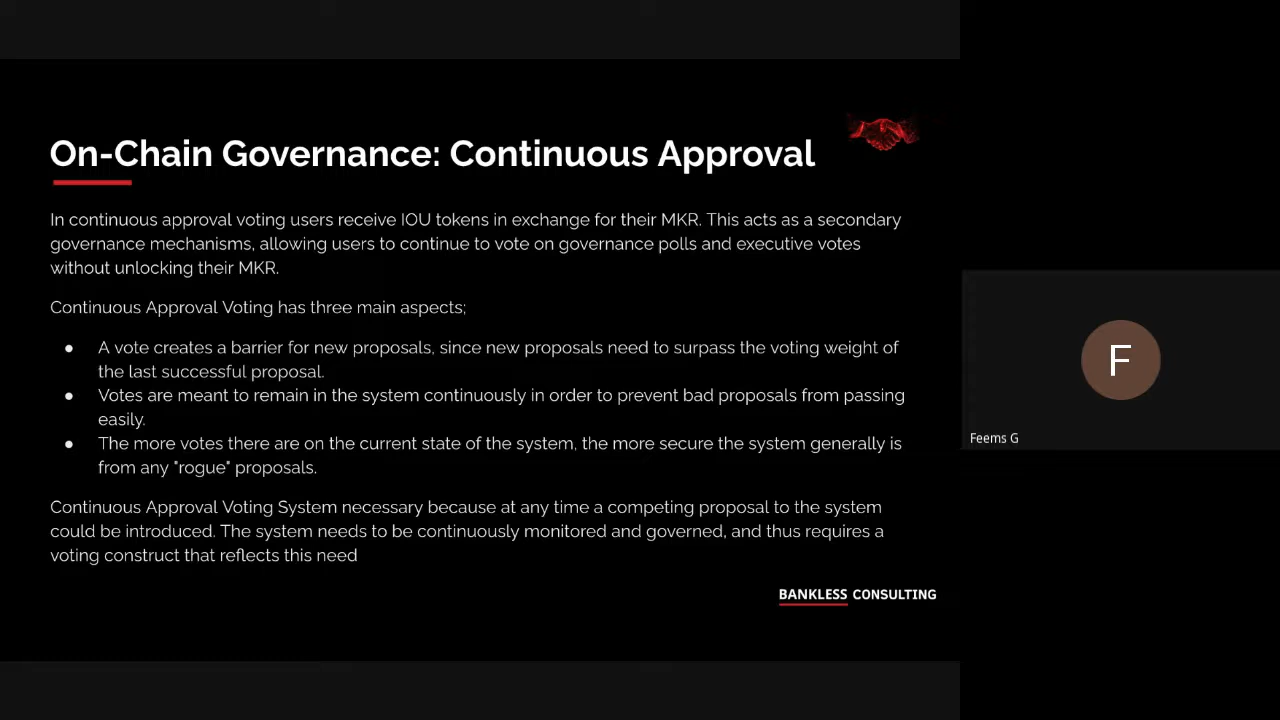 On-Chain Governance: Continuous Approval
In continuous approval voting users receive IOU tokens in exchange for their MKR. This acts as a secondary
governance mechanisms, allowing users to continue to vote on governance polls and executive votes
without unlocking their MKR.
Continuous Approval Voting has three main aspects;
● A vote creates a barrier for new proposals, since new proposals need to surpass the voting weight of
the last successful proposal.
● Votes are meant to remain in the system continuously in order to prevent bad proposals from passing
easily.
● The more votes there are on the current state of the system, the more secure the system generally is
from any "rogue" proposals.
Continuous Approval Voting System necessary because at any time a competing proposal to the system
could be introduced. The system needs to be continuously monitored and governed, and thus requires a
voting construct that reflects this need
BANKLESS CONSULTING
F
Feems G